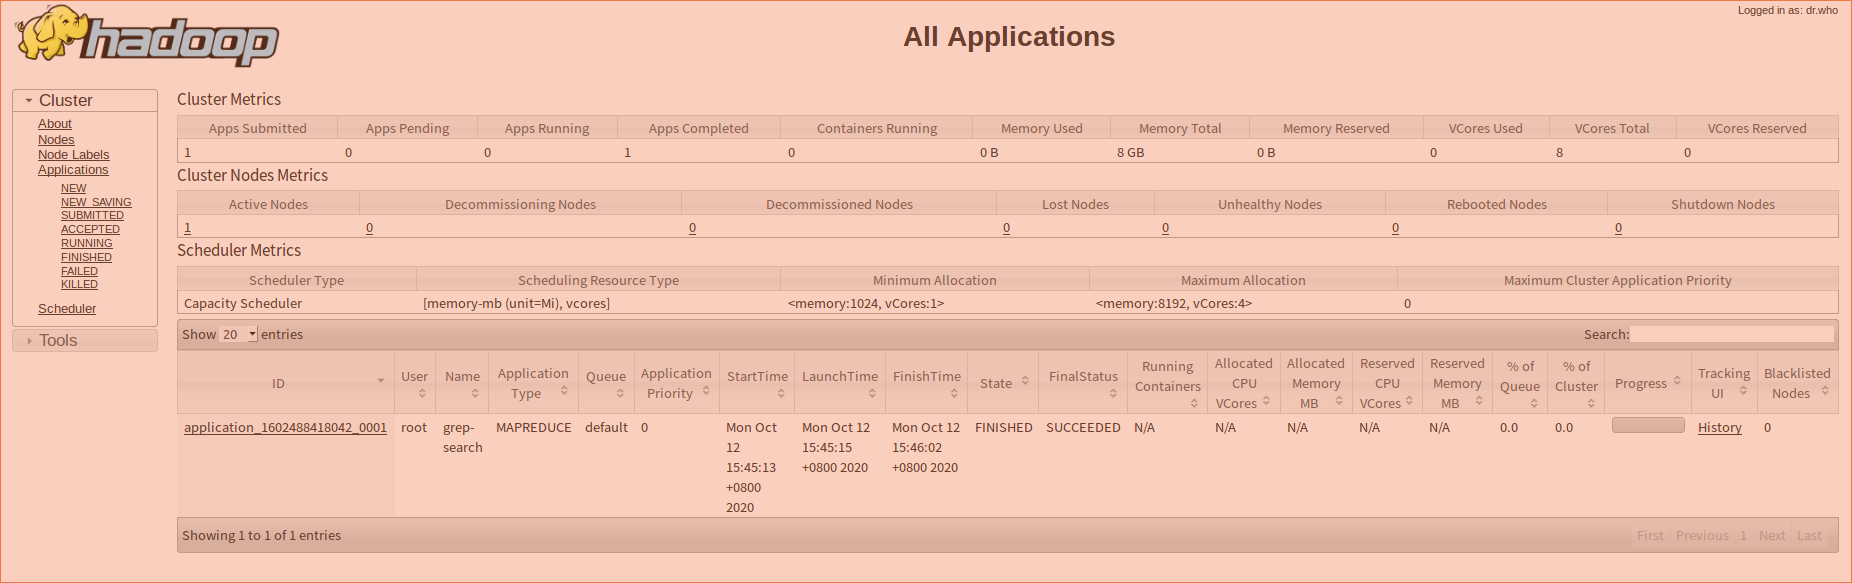 Logged in as: dr.who
hadoop
All Applications
Cluster
About
Nodes
Node Labels
Applications
NEW
NEW_SAVING
SUBMITTED
ACCEPTED
RUNNING
FINISHED
FAILED
KILLED
Scheduler
Tools
Cluster Metrics
Apps Submitted Apps Pending Apps Running Apps Completed Containers Running Memory Used Memory Total Memory Reserved VCores Used VCores Total VCores Reserved
1 0 0 1 0 0 B 8 GB 0 B 0 8 0
Cluster Nodes Metrics
Active Nodes Decommissioning Nodes Decommissioned Nodes Lost Nodes Unhealthy Nodes Rebooted Nodes Shutdown Nodes
1 0 0 0 0 0 0
Scheduler Metrics
Scheduler Type Scheduling Resource Type Minimum Allocation Maximum Allocation Maximum Cluster Application Priority
Capacity Scheduler [memory-mb (unit=Mi), vcores] <memory:1024, vCores:1> <memory:8192, vCores:4> 0
Show 20 entries Search:
ID User Name Application Type Queue Application Priority StartTime LaunchTime FinishTime State FinalStatus Running Containers Allocated CPU VCores Allocated Memory MB Reserved CPU VCores Reserved Memory MB % of Queue % of Cluster Progress Tracking UI Blacklisted Nodes
application_1602488418042_0001 root grep-search MAPREDUCE default 0 Mon Oct 12 15:45:13 +0800 2020 Mon Oct 12 15:45:15 +0800 2020 Mon Oct 12 15:46:02 +0800 2020 FINISHED SUCCEEDED N/A N/A N/A N/A N/A 0.0 0.0 History 0
Showing 1 to 1 of 1 entries First Previous 1 Next Last